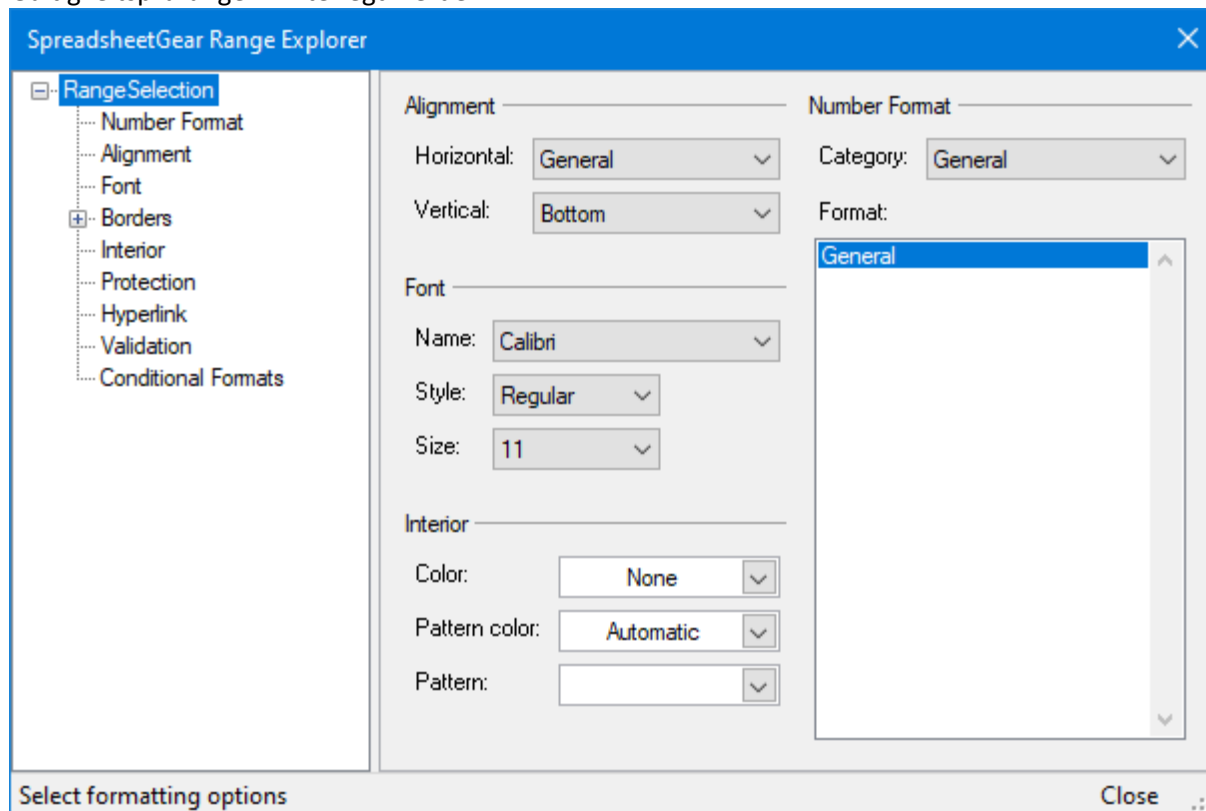 SpreadsheetGear Range Explorer
RangeSelection
Number Format
Alignment
Font
Borders
Interior
Protection
Hyperlink
Validation
Conditional Formats
Alignment
Horizontal: General
Vertical: Bottom
Font
Name: Calibri
Style: Regular
Size: 11
Interior
Color: None
Pattern color: Automatic
Pattern:
Number Format
Category: General
Format:
General
Select formatting options
Close